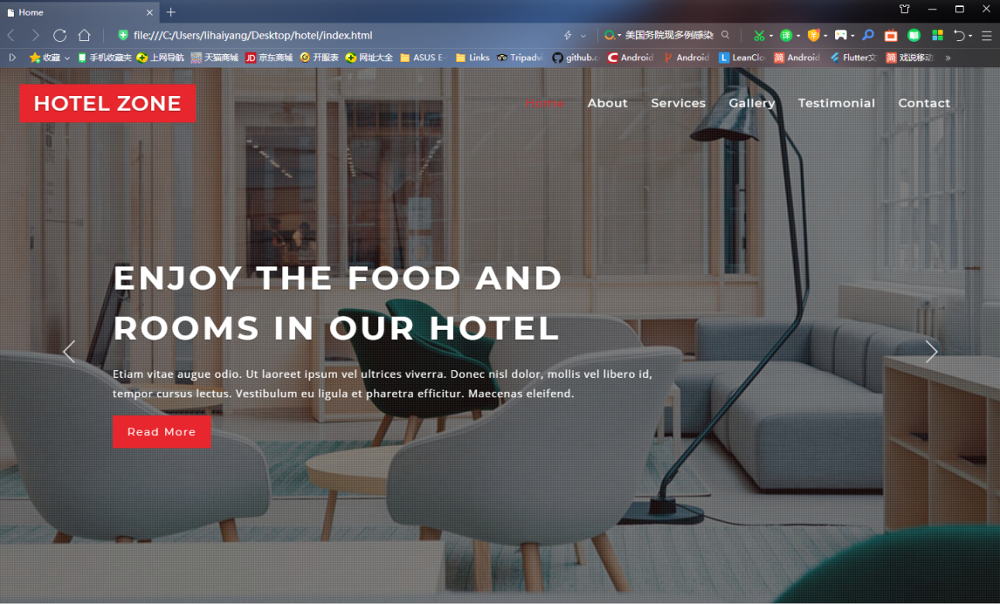 Home
file:///C:/Users/lihaiyang/Desktop/hotel/index.html
美国务院现多例感染
收藏 手机收藏夹 上网导航 天猫商城 JD 京东商城 开服表 网址大全 ASUS E- Links Tripadvi github.c Android Android L LeanClo 简 Android Flutter文 简 戏说移动 »
HOTEL ZONE
Home About Services Gallery Testimonial Contact
ENJOY THE FOOD AND
ROOMS IN OUR HOTEL
Etiam vitae augue odio. Ut laoreet ipsum vel ultrices viverra. Donec nisl dolor, mollis vel libero id,
tempor cursus lectus. Vestibulum eu ligula et pharetra efficitur. Maecenas eleifend.
Read More